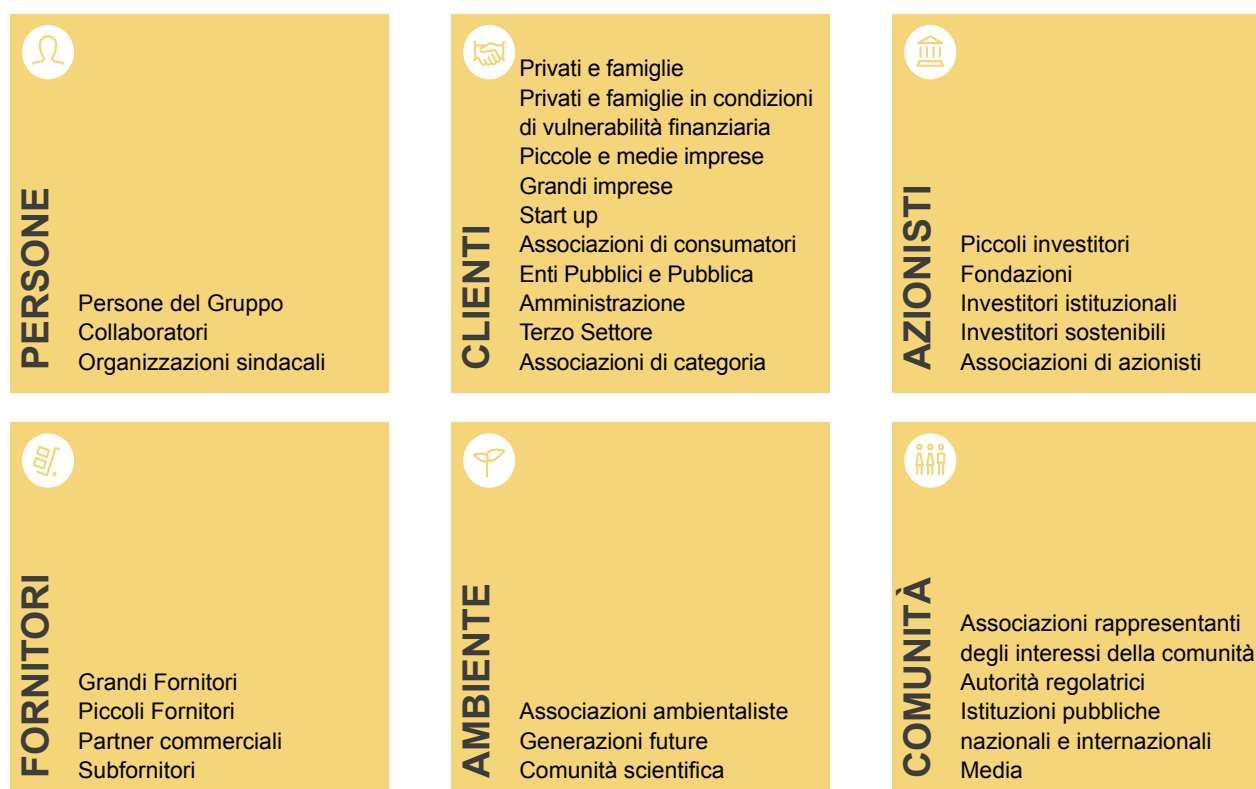 PERSONE
Persone del Gruppo
Collaboratori
Organizzazioni sindacali
CLIENTI
Privati e famiglie
Privati e famiglie in condizioni
di vulnerabilità finanziaria
Piccole e medie imprese
Grandi imprese
Start up
Associazioni di consumatori
Enti Pubblici e Pubblica
Amministrazione
Terzo Settore
Associazioni di categoria
AZIONISTI
Piccoli investitori
Fondazioni
Investitori istituzionali
Investitori sostenibili
Associazioni di azionisti
FORNITORI
Grandi Fornitori
Piccoli Fornitori
Partner commerciali
Subfornitori
AMBIENTE
Associazioni ambientaliste
Generazioni future
Comunità scientifica
COMUNITÀ
Associazioni rappresentanti
degli interessi della comunità
Autorità regolatrici
Istituzioni pubbliche
nazionali e internazionali
Media